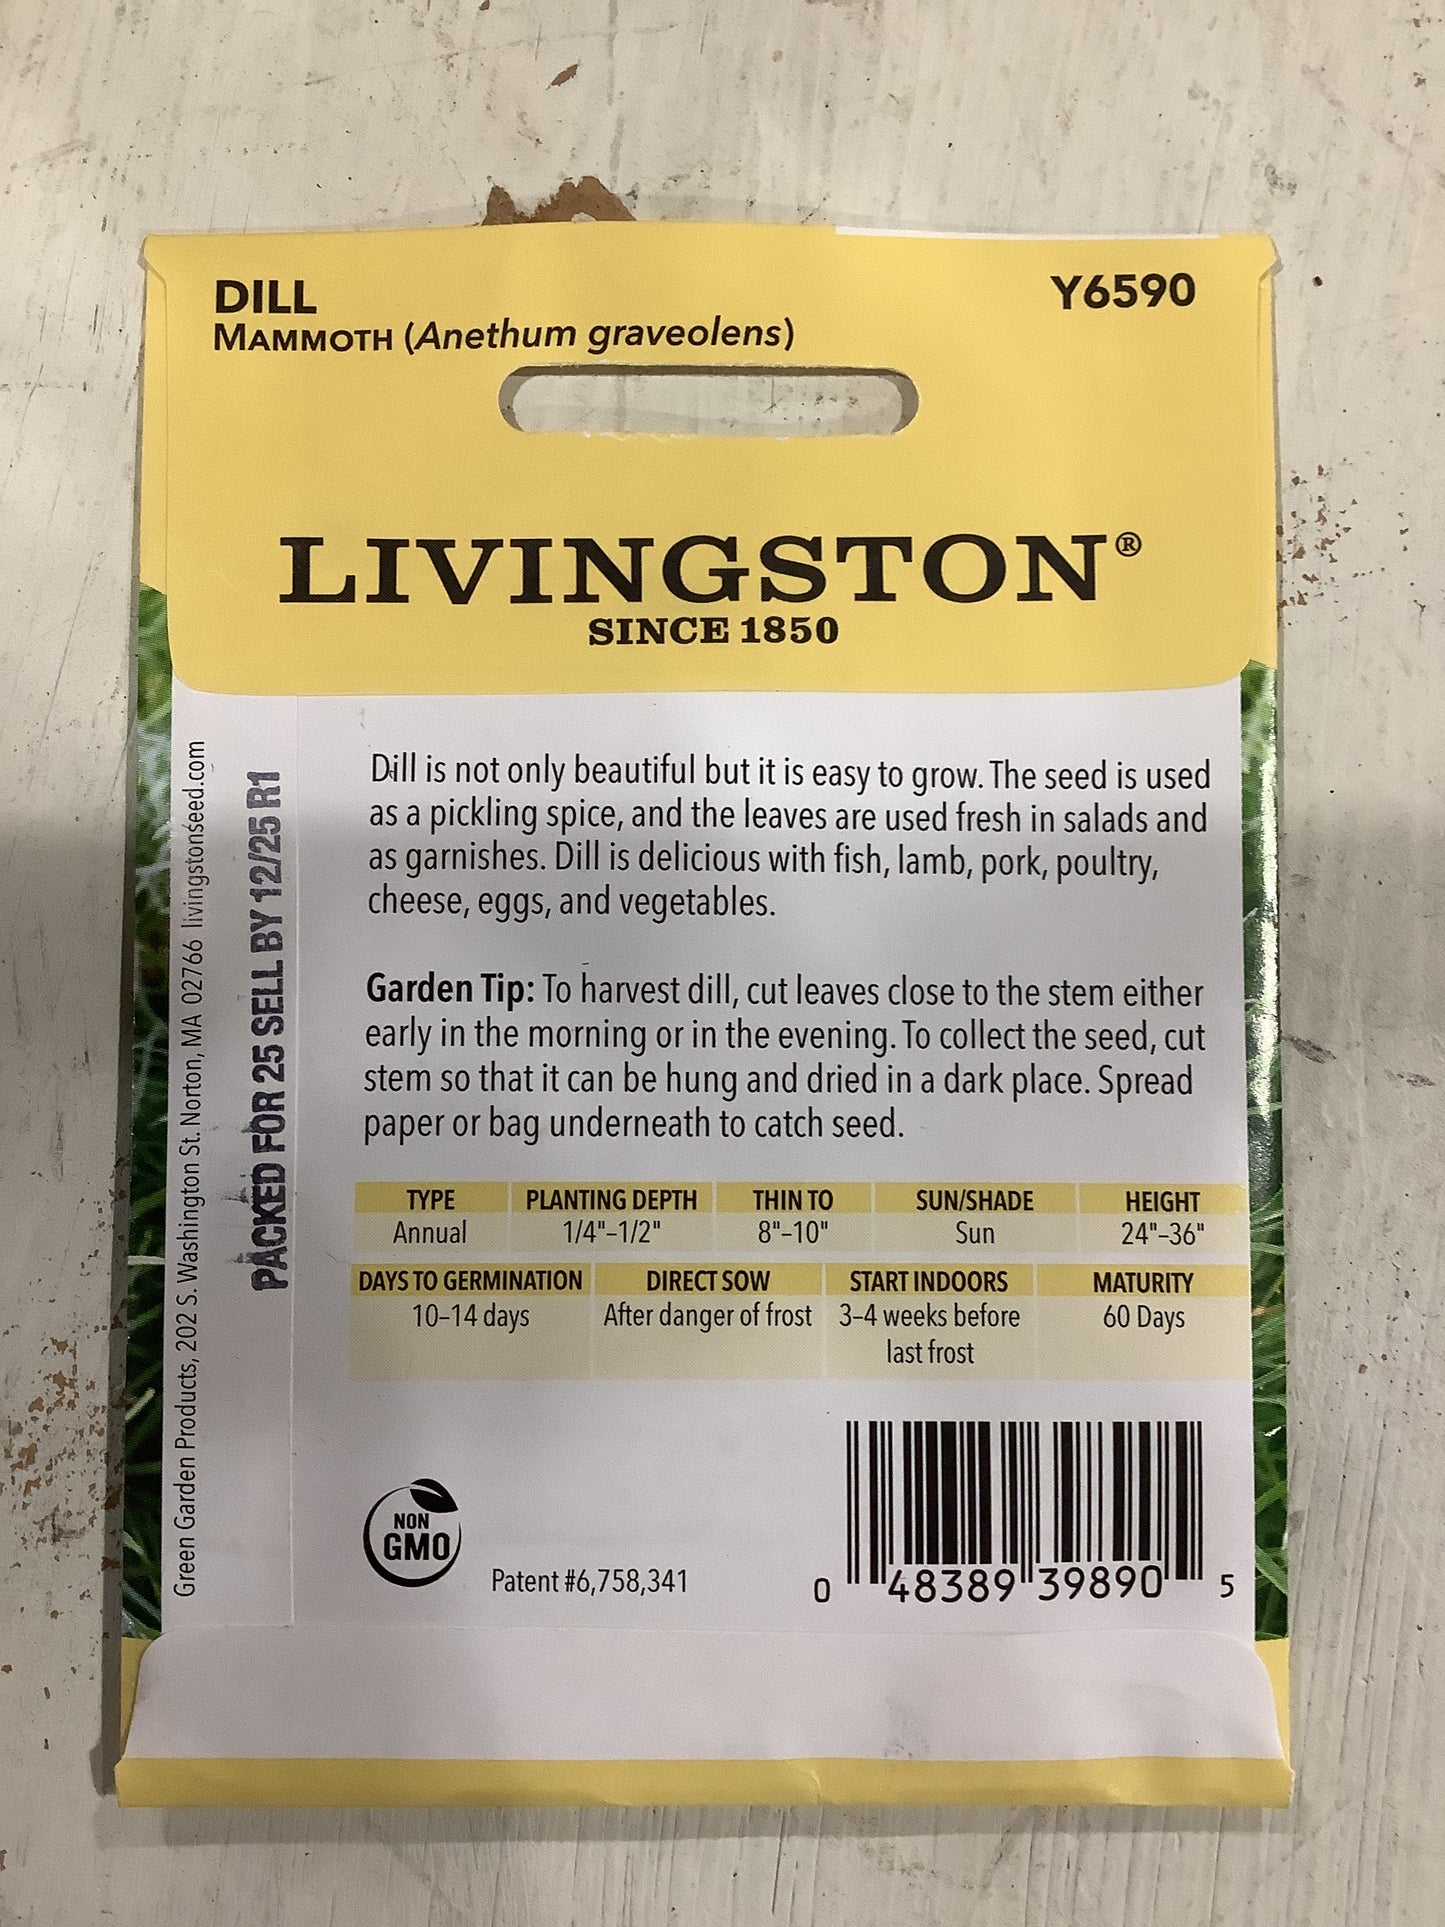 DILL
MAMMOTH (Anethum graveolens)
Y6590
LIVINGSTON®
SINCE 1850
Dill is not only beautiful but it is easy to grow. The seed is used
as a pickling spice, and the leaves are used fresh in salads and
as garnishes. Dill is delicious with fish, lamb, pork, poultry,
cheese, eggs, and vegetables.
Garden Tip: To harvest dill, cut leaves close to the stem either
early in the morning or in the evening. To collect the seed, cut
stem so that it can be hung and dried in a dark place. Spread
paper or bag underneath to catch seed.
TYPE PLANTING DEPTH THIN TO SUN/SHADE HEIGHT
Annual 1/4"–1/2" 8"–10" Sun 24"–36"
DAYS TO GERMINATION DIRECT SOW START INDOORS MATURITY
10–14 days After danger of frost 3–4 weeks before 60 Days
last frost
NON
GMO
Patent #6,758,341
0 48389 39890 5
Green Garden Products, 202 S. Washington St. Norton, MA 02766 livingstonseed.com
PACKED FOR 25 SELL BY 12/25 R1